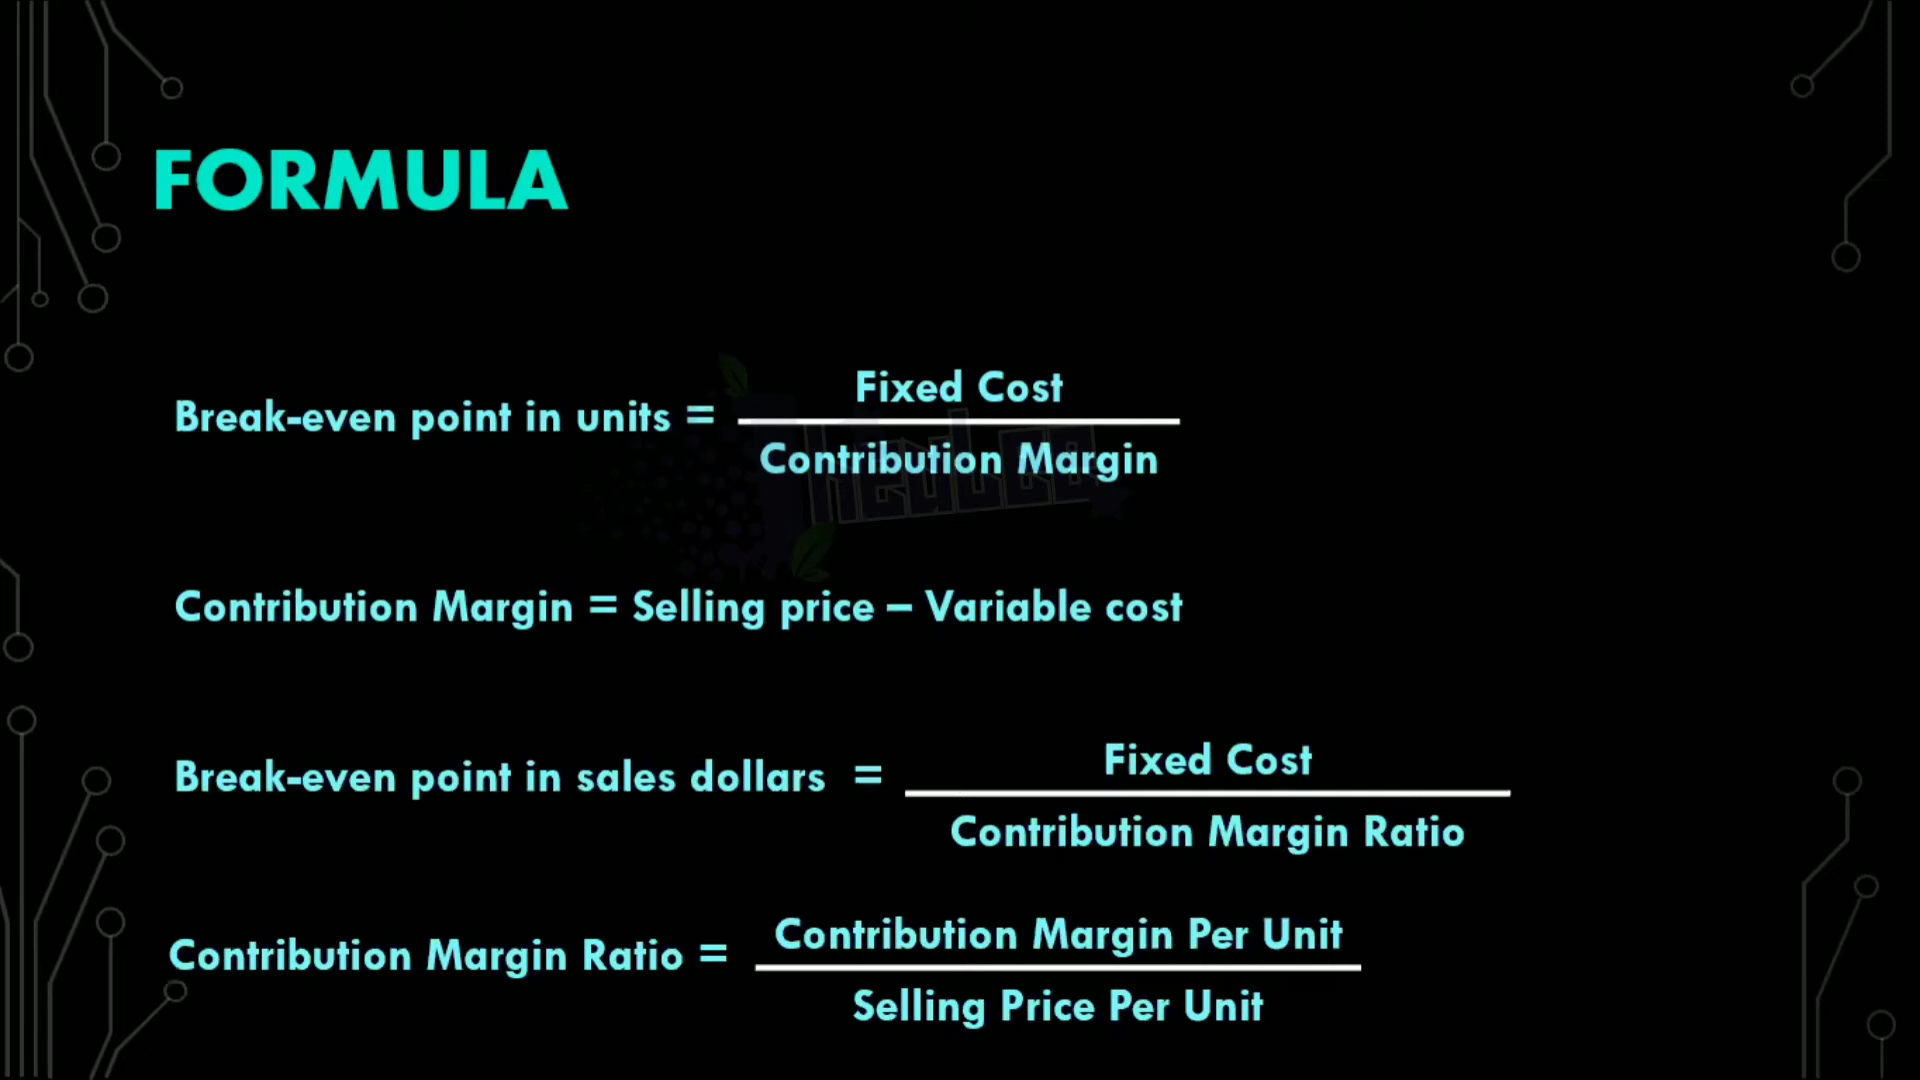 FORMULA
Break-even point in units = Fixed Cost
Contribution Margin
Contribution Margin = Selling price – Variable cost
Break-even point in sales dollars = Fixed Cost
Contribution Margin Ratio
Contribution Margin Ratio = Contribution Margin Per Unit
Selling Price Per Unit